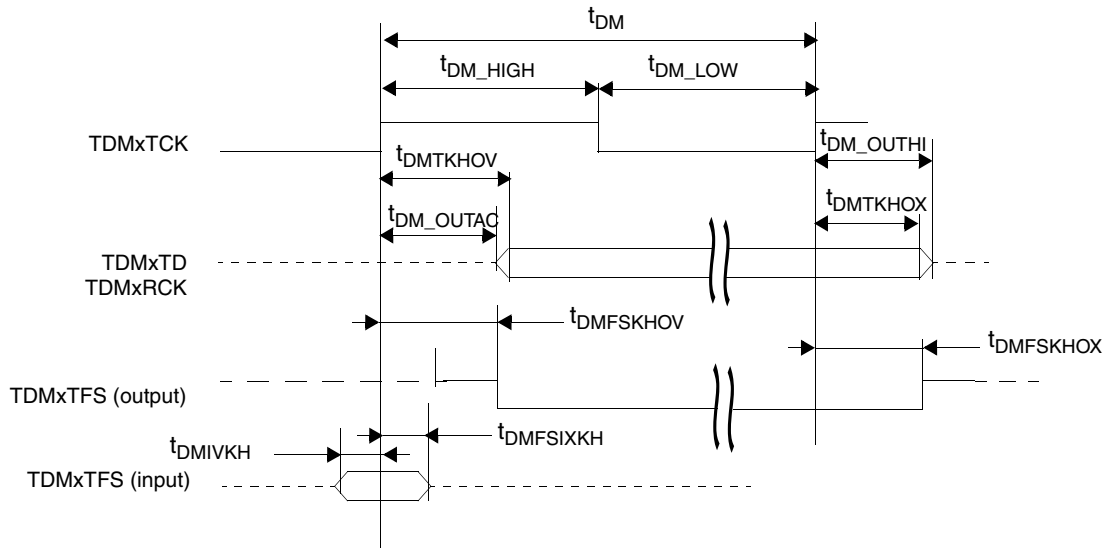 tDM
tDM_HIGH
tDM_LOW
TDMxTCK
tDM_OUTHI
tDMTKHOV
tDMTKHOX
tDM_OUTAC
TDMxTD
TDMxRCK
tDMFSKHOV
tDMFSKHOX
TDMxTFS (output)
tDMIVKH
tDMFSIXKH
TDMxTFS (input)